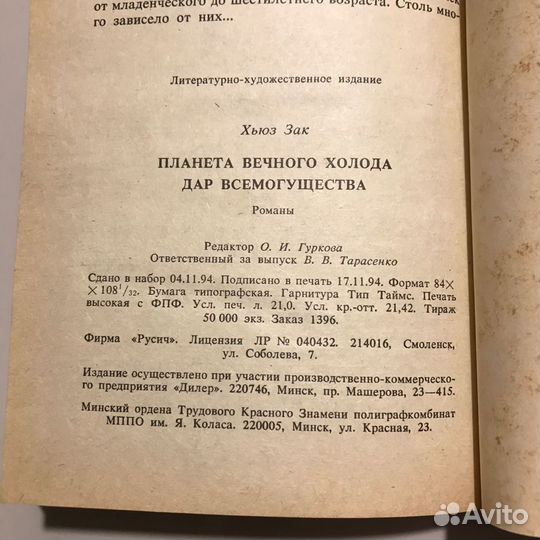 от младенческого до шестилетнего возраста. Столь мно-
го зависело от них...
Литературно-художественное издание
Хьюз Зак
ПЛАНЕТА ВЕЧНОГО ХОЛОДА
ДАР ВСЕМОГУЩЕСТВА
Романы
Редактор О. И. Гуркова
Ответственный за выпуск В. В. Тарасенко
Сдано в набор 04.11.94. Подписано в печать 17.11.94. Формат 84×
×108¹/₃₂. Бумага типографская. Гарнитура Тип Таймс. Печать
высокая с ФПФ. Усл. печ. л. 21,0. Усл. кр.-отт. 21,42. Тираж
50 000 экз. Заказ 1396.
Фирма «Русич». Лицензия ЛР № 040432. 214016, Смоленск,
ул. Соболева, 7.
Издание осуществлено при участии производственно-коммерческо-
го предприятия «Дилер». 220746, Минск, пр. Машерова, 23—415.
Минский ордена Трудового Красного Знамени полиграфкомбинат
МППО им. Я. Коласа. 220005, Минск, ул. Красная, 23.
Avito